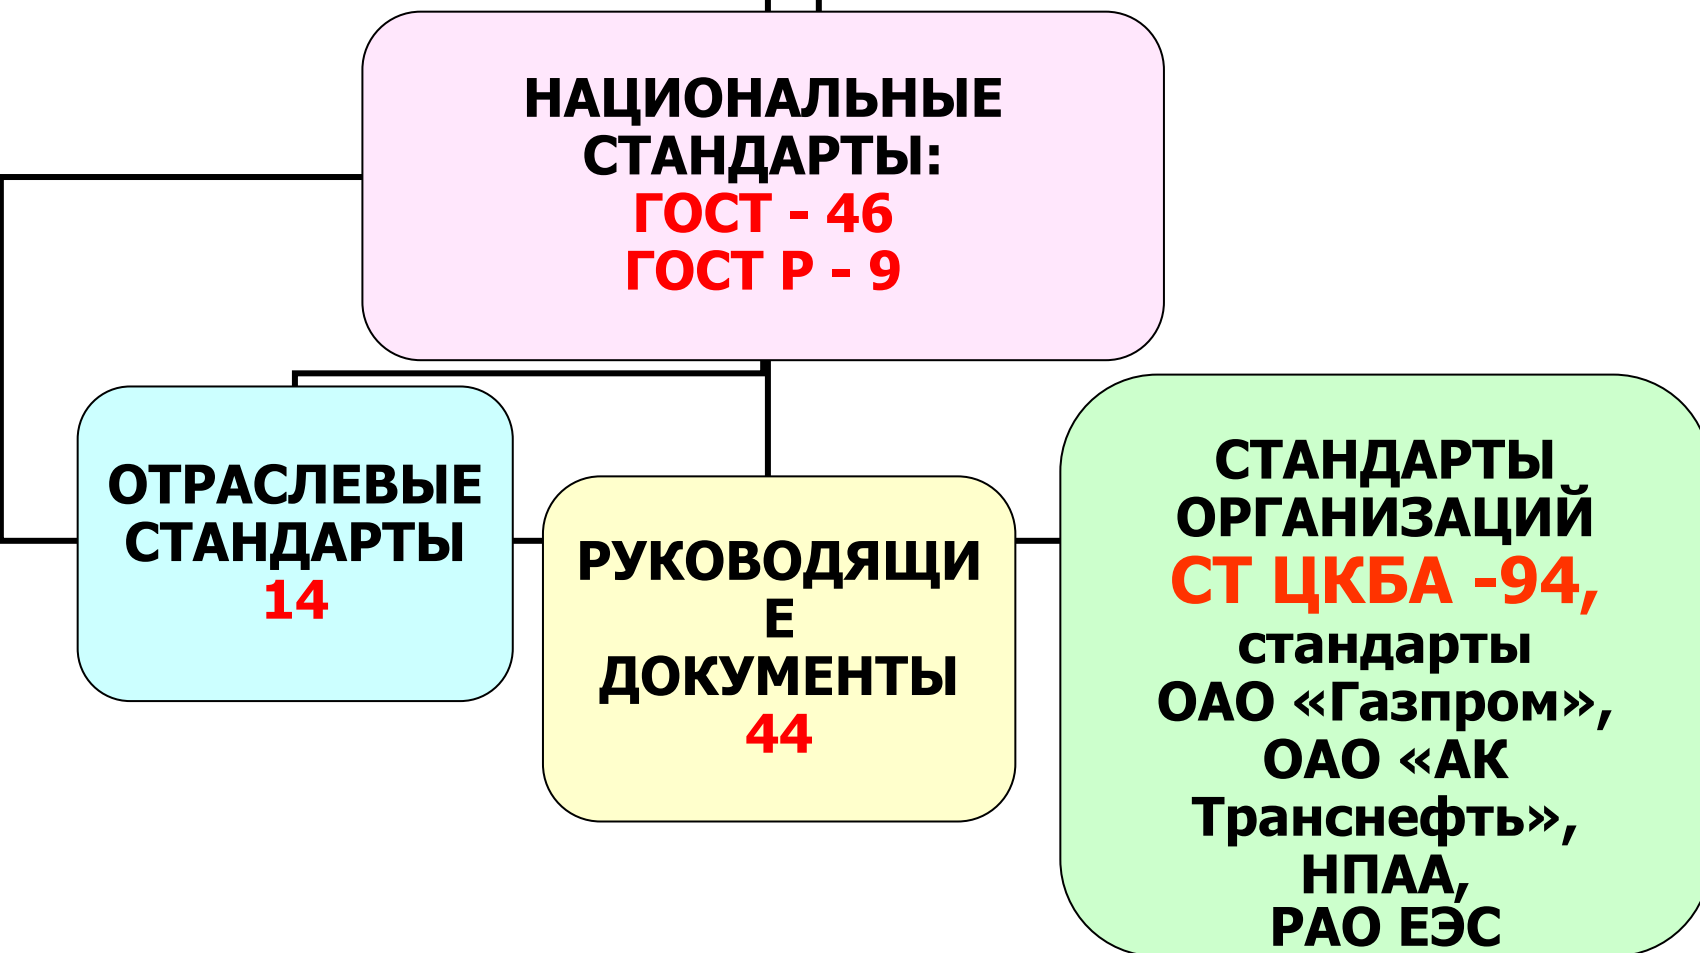 НАЦИОНАЛЬНЫЕ
СТАНДАРТЫ:
ГОСТ - 46
ГОСТ Р - 9
ОТРАСЛЕВЫЕ
СТАНДАРТЫ
14
РУКОВОДЯЩИ
Е
ДОКУМЕНТЫ
44
СТАНДАРТЫ
ОРГАНИЗАЦИЙ
СТ ЦКБА -94,
стандарты
ОАО «Газпром»,
ОАО «АК
Транснефть»,
НПАА,
РАО ЕЭС